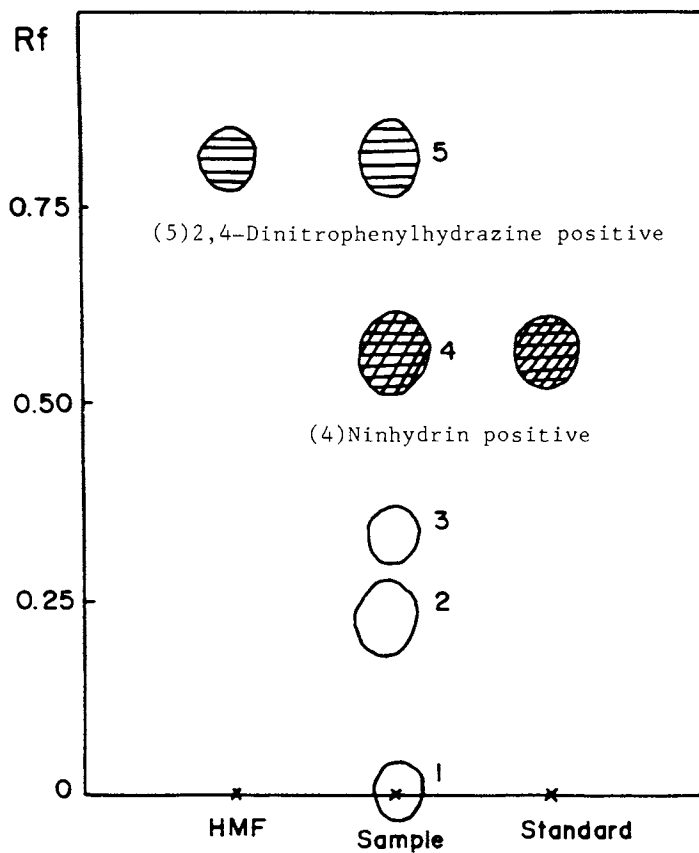 Rf
5
0.75
(5)2,4-Dinitrophenylhydrazine positive
4
0.50
(4)Ninhydrin positive
3
0.25
2
1
0
HMF
Sample
Standard